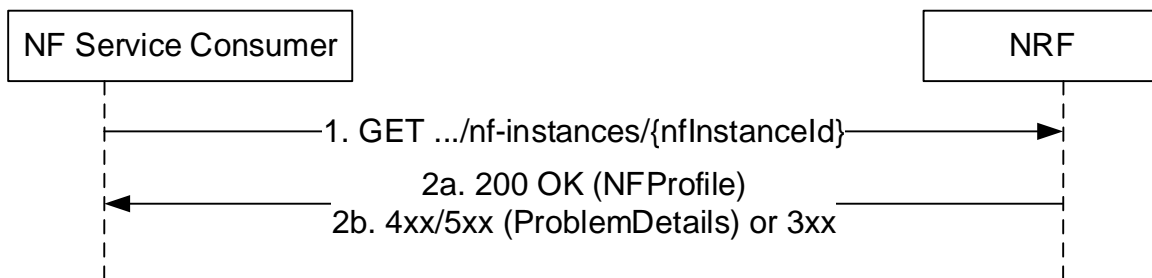 NF Service Consumer
NRF
1. GET .../nf-instances/{nfInstanceId}
2a. 200 OK (NFProfile)
2b. 4xx/5xx (ProblemDetails) or 3xx